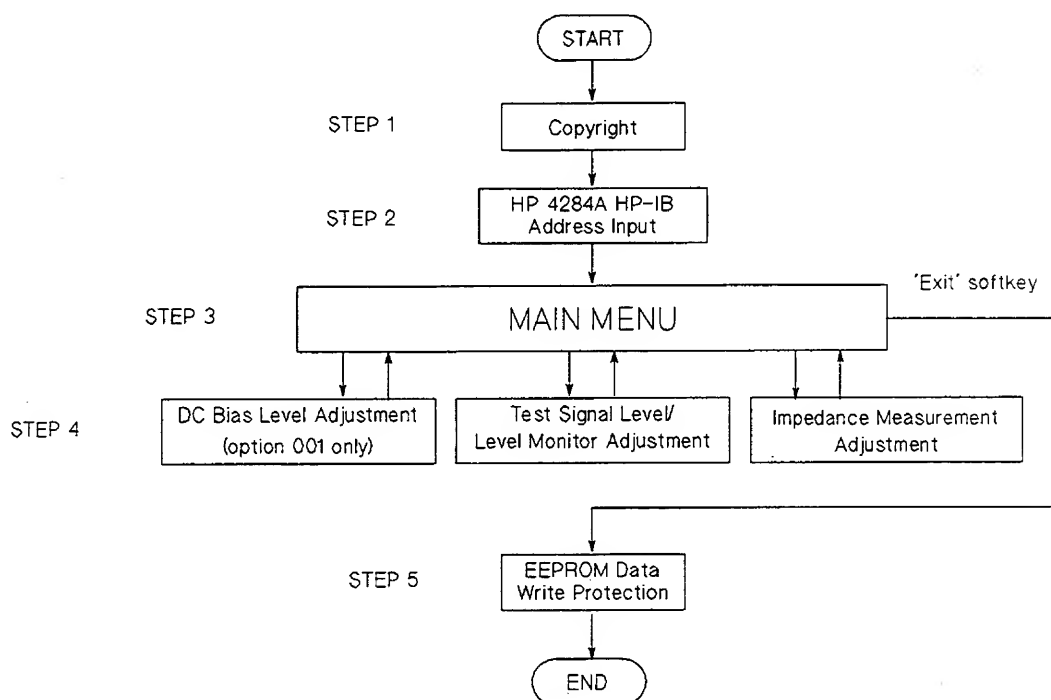 START
STEP 1
Copyright
STEP 2
HP 4284A HP-IB
Address Input
'Exit' softkey
STEP 3
MAIN MENU
STEP 4
DC Bias Level Adjustment
(option 001 only)
Test Signal Level/
Level Monitor Adjustment
Impedance Measurement
Adjustment
STEP 5
EEPROM Data
Write Protection
END